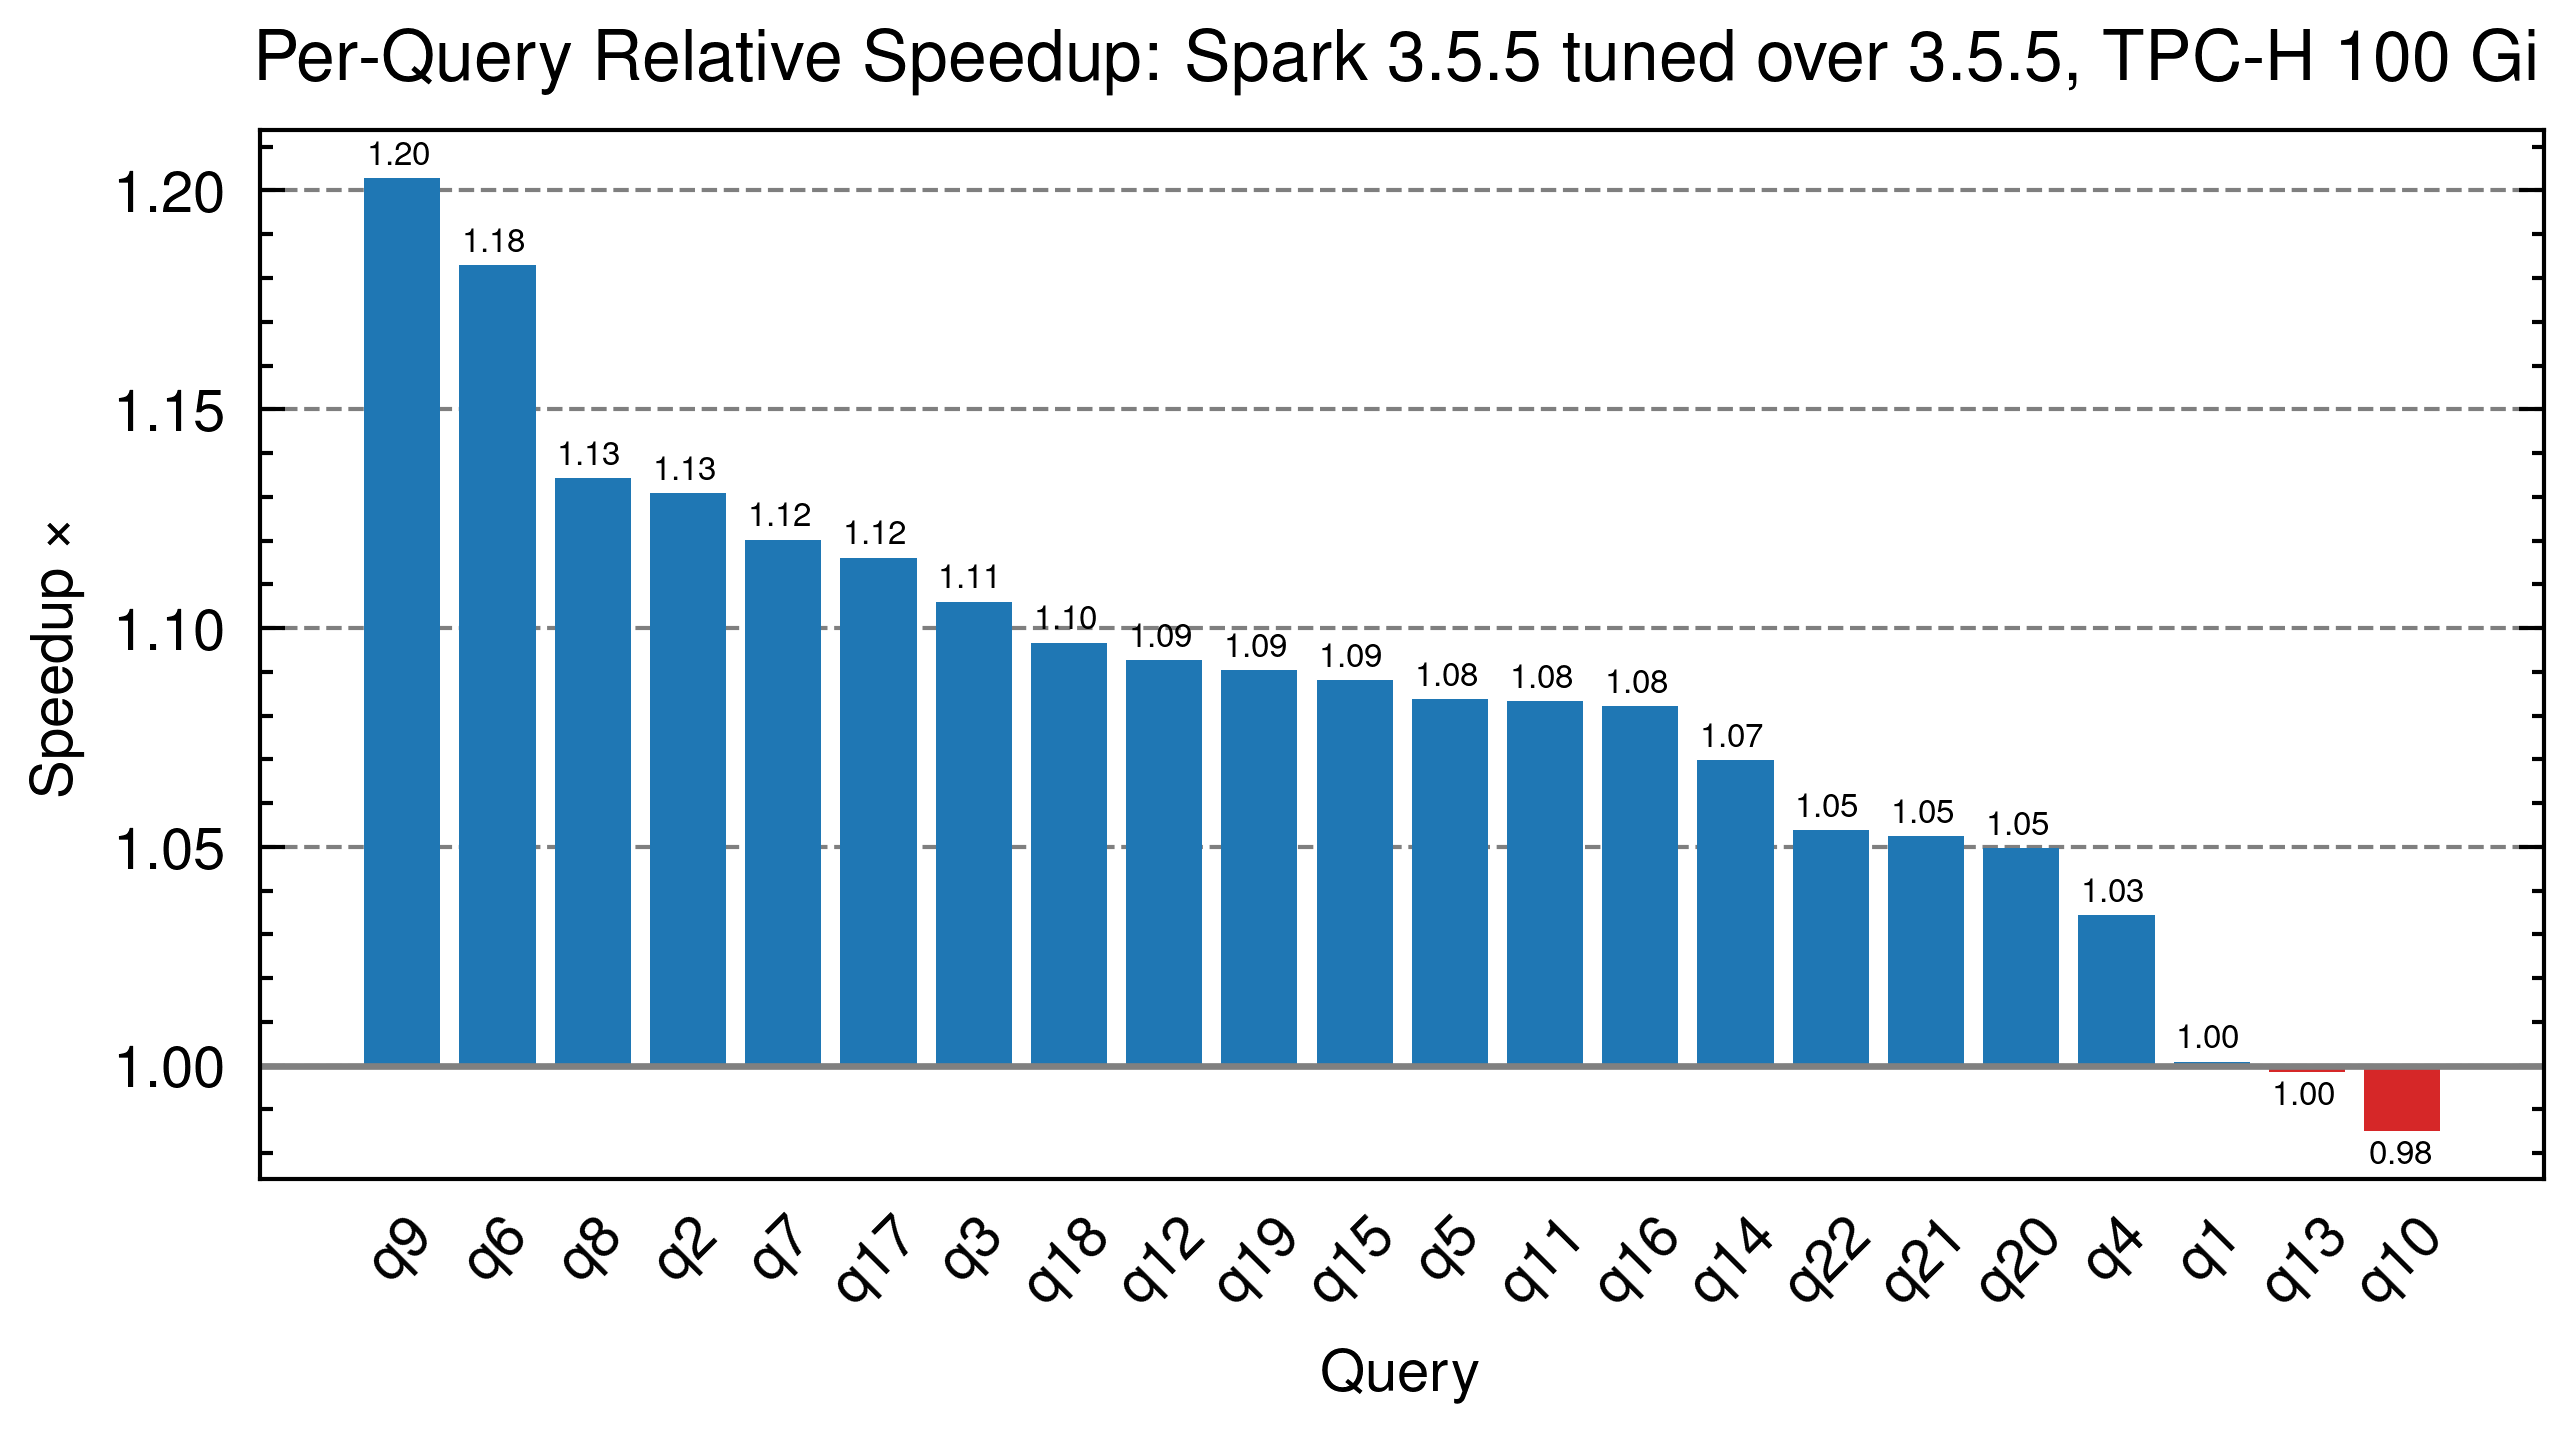 Per-Query Relative Speedup: Spark 3.5.5 tuned over 3.5.5, TPC-H 100 Gi
Speedup ×
1.20
1.15
1.10
1.05
1.00
1.20
1.18
1.13
1.13
1.12
1.12
1.11
1.10
1.09
1.09
1.09
1.08
1.08
1.08
1.07
1.05
1.05
1.05
1.03
1.00
1.00
0.98
q9
q6
q8
q2
q7
q17
q3
q18
q12
q19
q15
q5
q11
q16
q14
q22
q21
q20
q4
q1
q13
q10
Query